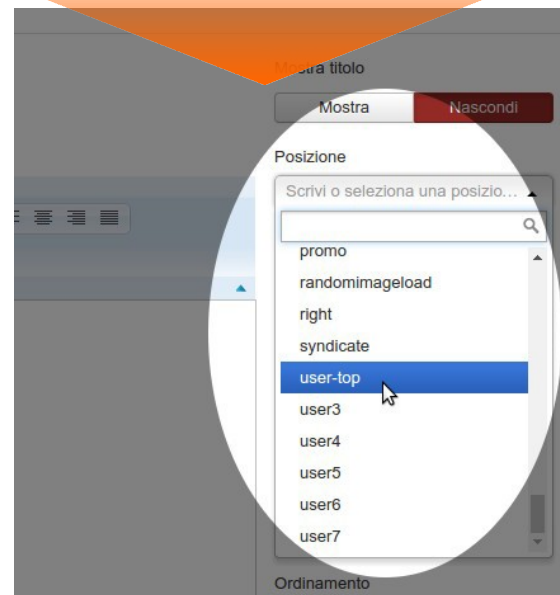 Mostra titolo
Mostra
Nascondi
Posizione
Scrivi o seleziona una posizio...
promo
randomimageload
right
syndicate
user-top
user3
user4
user5
user6
user7
Ordinamento